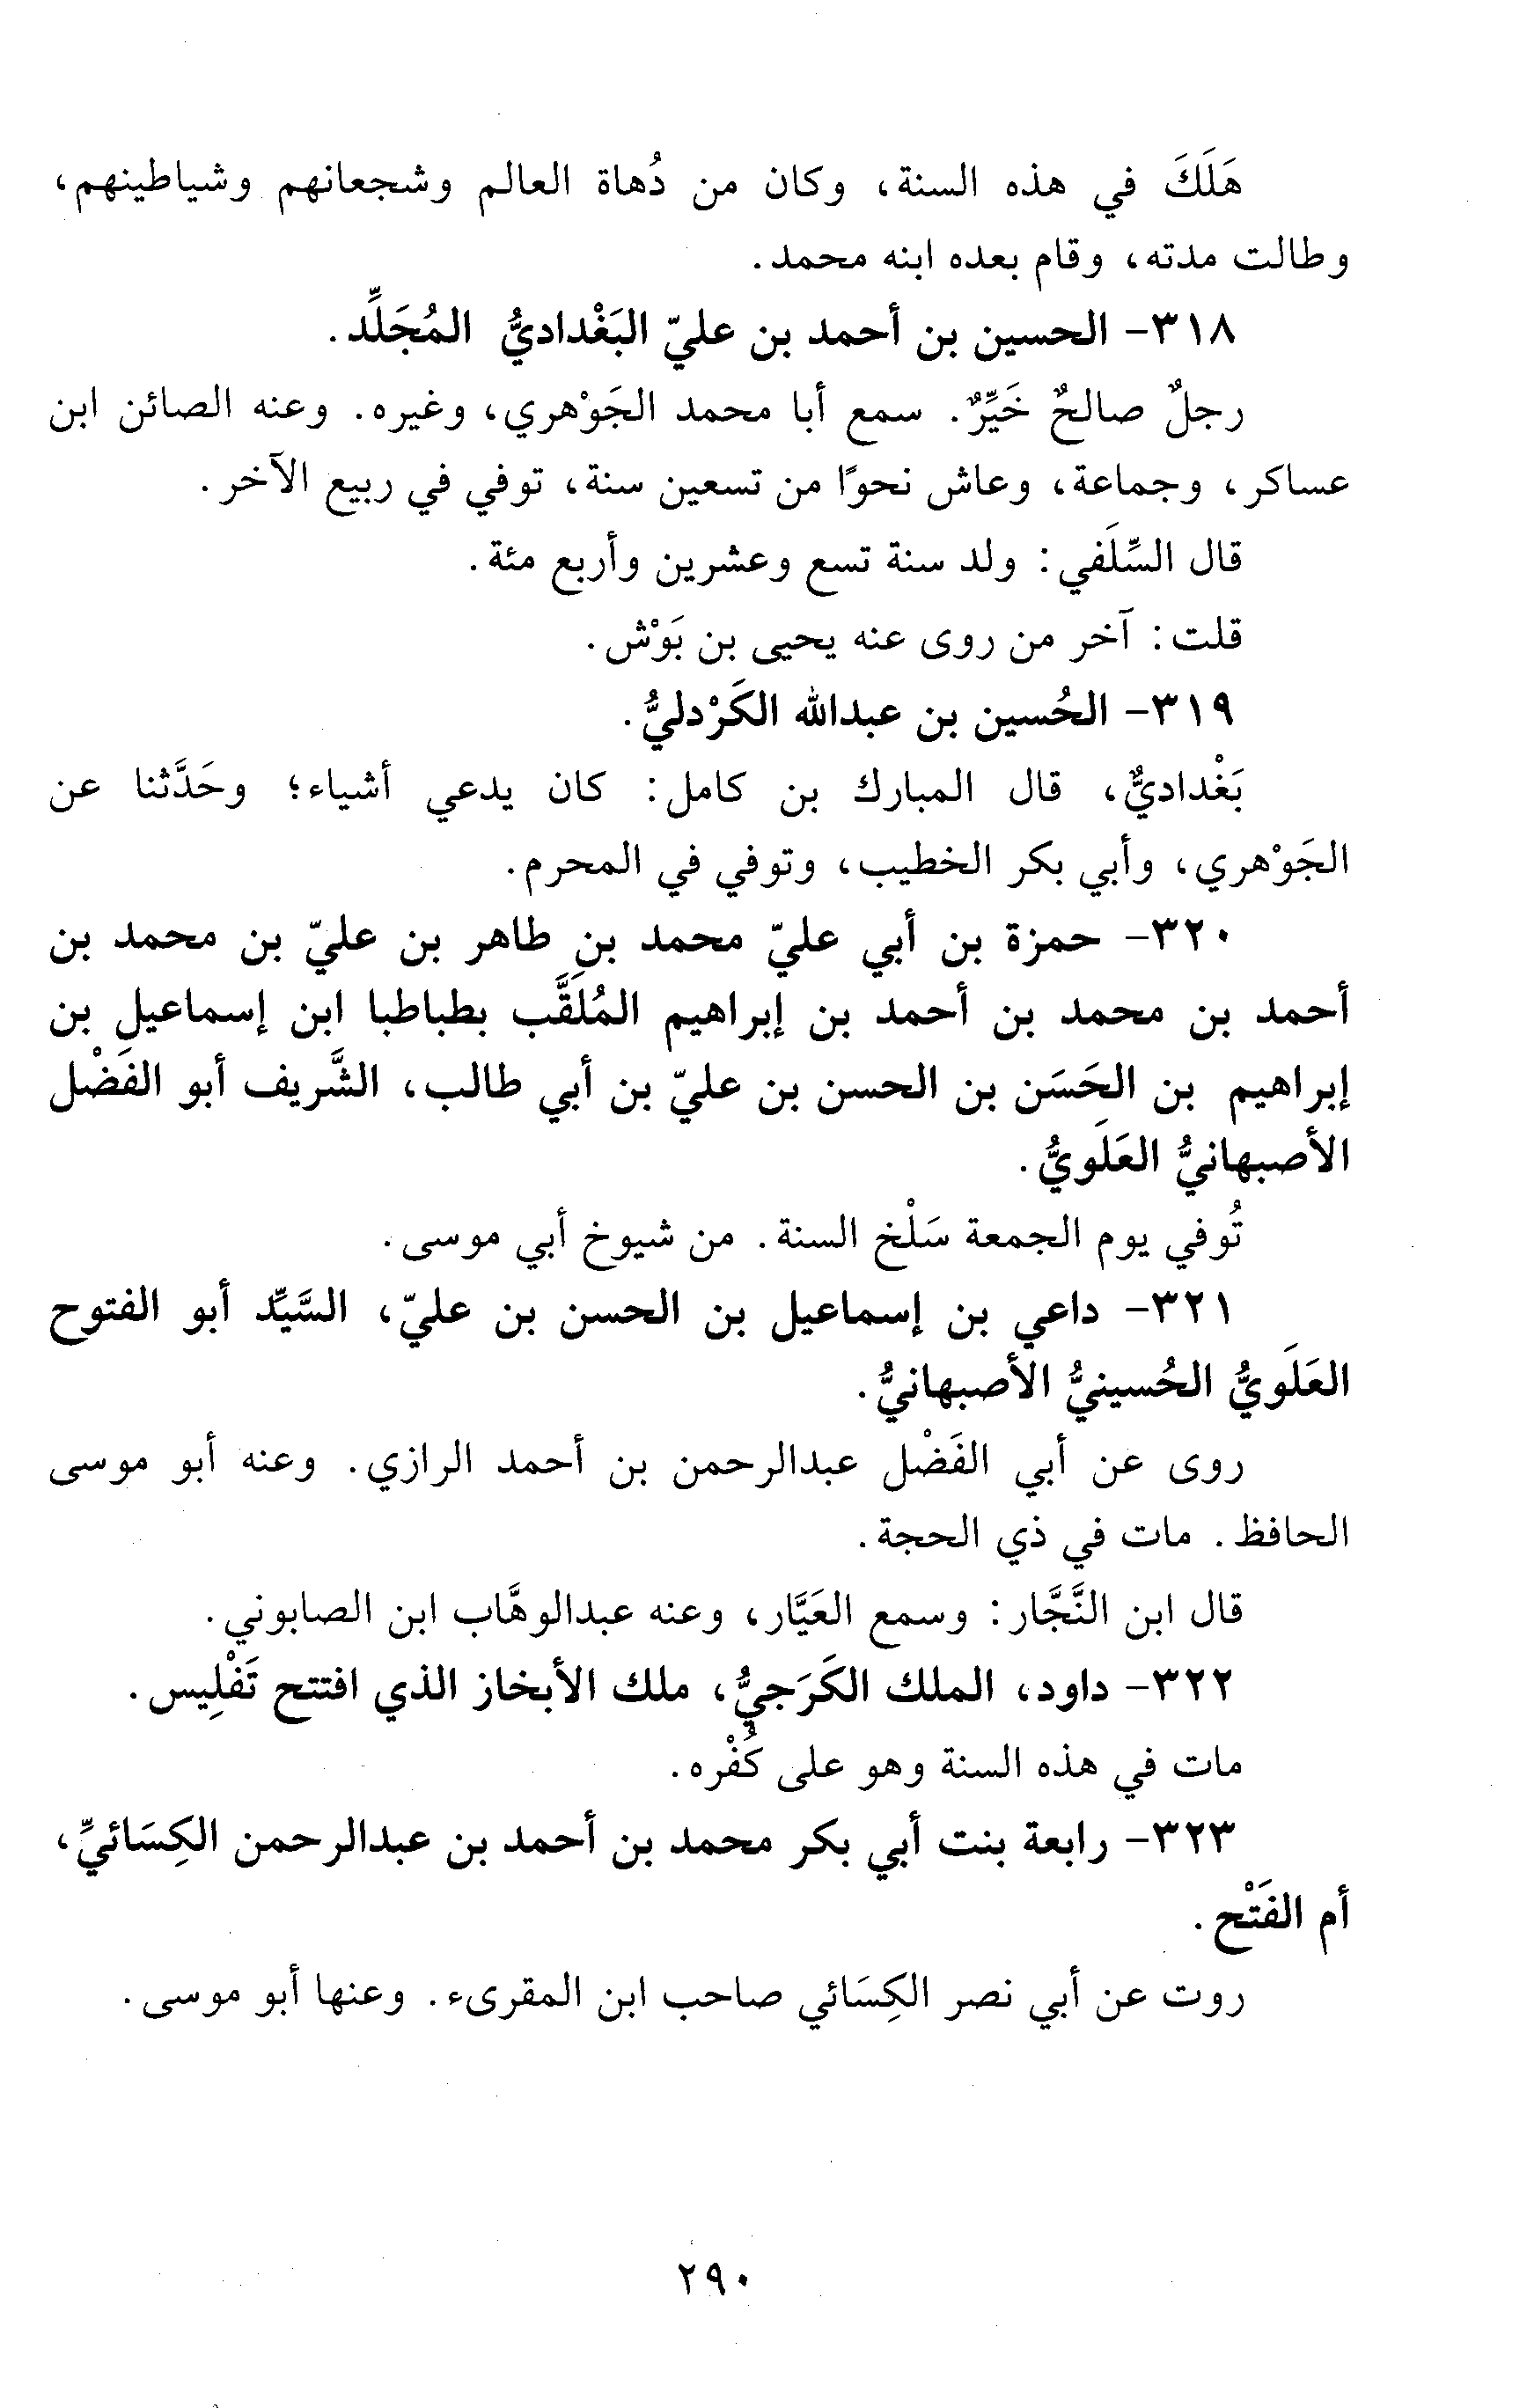 هَلَكَ في هذه السنة، وكان من دُهاة العالم وشجعانهم وشياطينهم،
وطالت مدته، وقام بعده ابنه محمد.
٣١٨- الحسين بن أحمد بن عليّ البَغْداديُّ المُجَلِّد.
رجلٌ صالحٌ خَيِّرٌ. سمع أبا محمد الجَوْهري، وغيره. وعنه الصائن ابن
عساكر، وجماعة، وعاش نحوًا من تسعين سنة، توفي في ربيع الآخر.
قال السِّلَفي: ولد سنة تسع وعشرين وأربع مئة.
قلت: آخر من روى عنه يحيى بن بَوْش.
٣١٩- الحُسين بن عبدالله الكَرْدليُّ.
بَغْداديٌّ، قال المبارك بن كامل: كان يدعي أشياء؛ وحَدَّثنا عن
الجَوْهري، وأبي بكر الخطيب، وتوفي في المحرم.
٣٢٠- حمزة بن أبي عليّ محمد بن طاهر بن عليّ بن محمد بن
أحمد بن محمد بن أحمد بن إبراهيم المُلَقَّب بطباطبا ابن إسماعيل بن
إبراهيم بن الحَسَن بن الحسن بن عليّ بن أبي طالب، الشَّريف أبو الفَضْل
الأصبهانيُّ العَلَويُّ.
تُوفي يوم الجمعة سَلْخ السنة. من شيوخ أبي موسى.
٣٢١- داعي بن إسماعيل بن الحسن بن عليّ، السَّيِّد أبو الفتوح
العَلَويُّ الحُسينيُّ الأصبهانيُّ.
روى عن أبي الفَضْل عبدالرحمن بن أحمد الرازي. وعنه أبو موسى
الحافظ. مات في ذي الحجة.
قال ابن النَّجَّار: وسمع العَيَّار، وعنه عبدالوهَّاب ابن الصابوني.
٣٢٢- داود، الملك الكَرَجيُّ، ملك الأبخاز الذي افتتح تَفْلِيس.
مات في هذه السنة وهو على كُفْره.
٣٢٣- رابعة بنت أبي بكر محمد بن أحمد بن عبدالرحمن الكِسَائيِّ،
أم الفَتْح.
روت عن أبي نصر الكِسَائي صاحب ابن المقرىء. وعنها أبو موسى.
٢٩٠